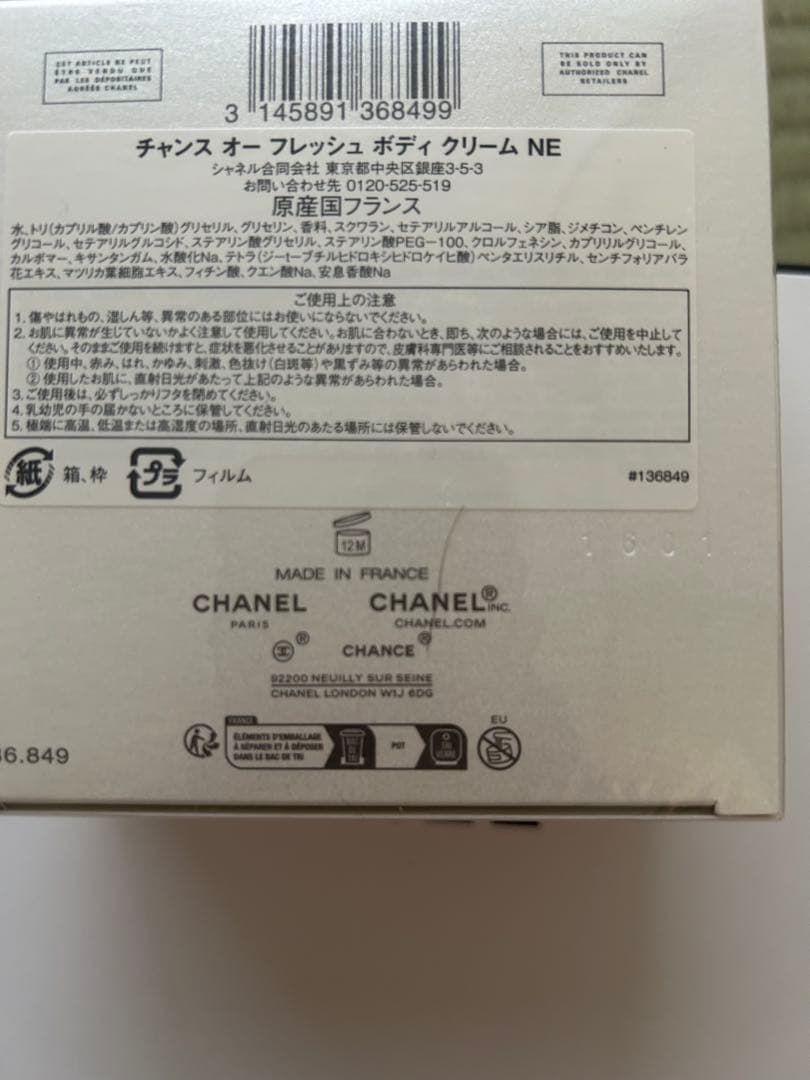 CET ARTICLE NE PEUT
ÊTRE VENDU QUE
PAR LES DÉPOSITAIRES
AGRÉÉS CHANEL
THIS PRODUCT CAN
BE SOLD ONLY BY
AUTHORIZED CHANEL
RETAILERS
3 145891 368499
チャンス オー フレッシュ ボディ クリーム NE
シャネル合同会社 東京都中央区銀座3-5-3
お問い合わせ先 0120-525-519
原産国フランス
水、トリ(カプリル酸/カプリン酸)グリセリル、グリセリン、香料、スクワラン、セテアリルアルコール、シア脂、ジメチコン、ペンチレン
グリコール、セテアリルグルコシド、ステアリン酸グリセリル、ステアリン酸PEG-100、クロルフェネシン、カプリリルグリコール、
カルボマー、キサンタンガム、水酸化Na、テトラ(ジ-t-ブチルヒドロキシヒドロケイヒ酸)ペンタエリスリチル、センチフォリアバラ
花エキス、マツリカ葉細胞エキス、フィチン酸、クエン酸Na、安息香酸Na
ご使用上の注意
1. 傷やはれもの、湿しん等、異常のある部位にはお使いにならないでください。
2. お肌に異常が生じていないかよく注意して使用してください。お肌に合わないとき、即ち、次のような場合には、ご使用を中止して
ください。そのままご使用を続けますと、症状を悪化させることがありますので、皮膚科専門医等にご相談されることをおすすめいたします。
① 使用中、赤み、はれ、かゆみ、刺激、色抜け(白斑等)や黒ずみ等の異常があらわれた場合。
② 使用したお肌に、直射日光があたって上記のような異常があらわれた場合。
3. ご使用後は、必ずしっかりフタを閉めてください。
4. 乳幼児の手の届かないところに保管してください。
5. 極端に高温、低温または高湿度の場所、直射日光のあたる場所には保管しないでください。
紙 箱、枠 プラ フィルム #136849
12M
1601
MADE IN FRANCE
CHANEL CHANEL® INC.
PARIS CHANEL.COM
® CHANCE®
92200 NEUILLY SUR SEINE
CHANEL LONDON W1J 6DG
FRANCE
ÉLÉMENTS D'EMBALLAGE
À SÉPARER ET À DÉPOSER
DANS LE BAC DE TRI
BAC DE TRI
POT
EU
6.849